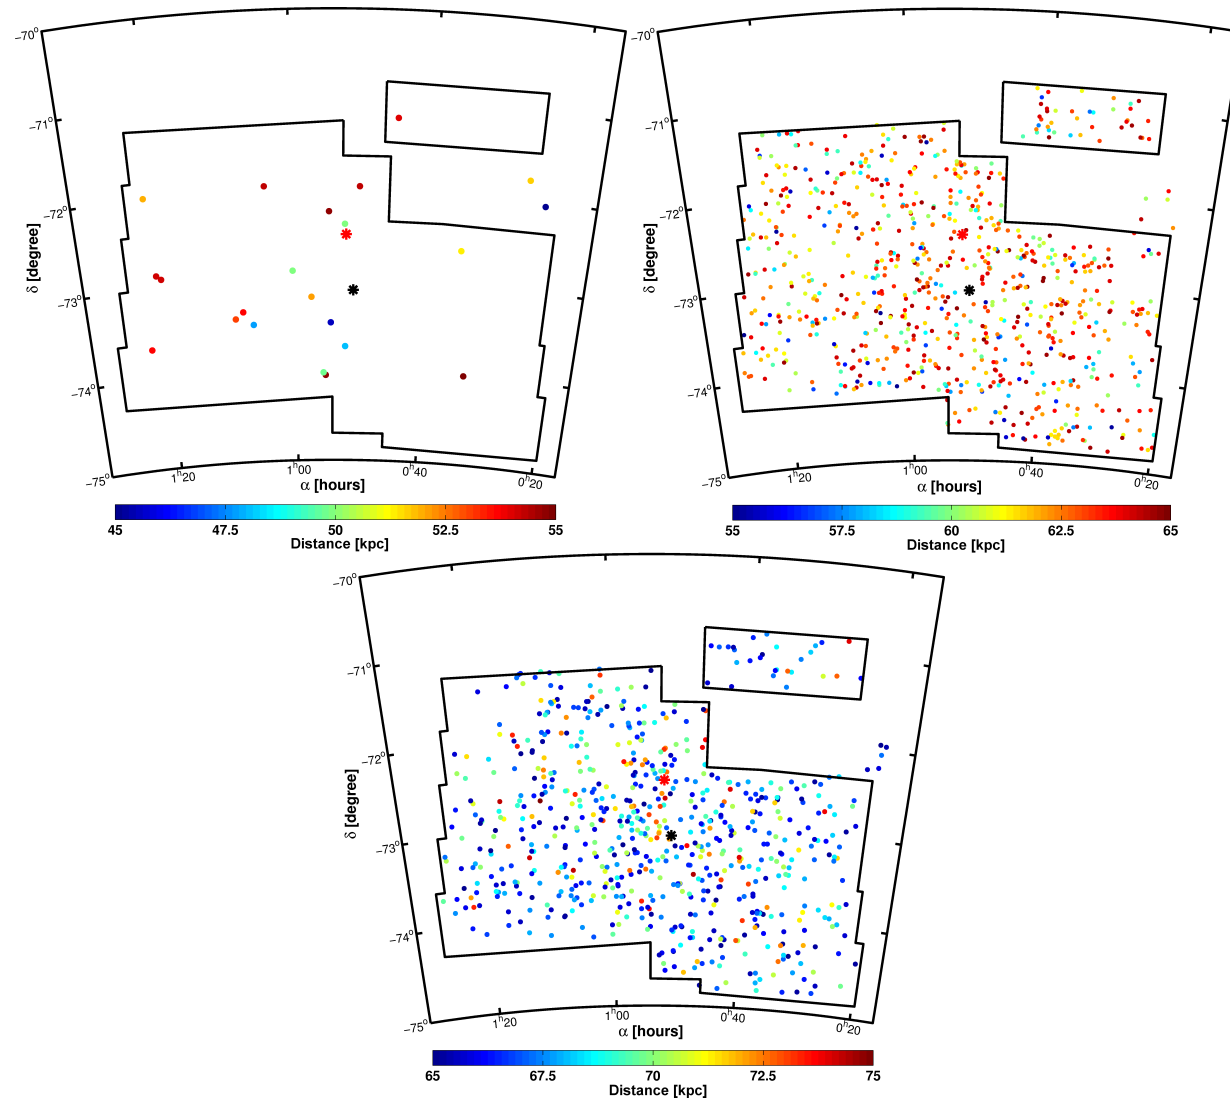 −70°
−71°
−72°
−73°
−74°
−75°
δ [degree]
1h20
1h00
0h40
0h20
α [hours]
45 47.5 50 52.5 55
Distance [kpc]
−70°
−71°
−72°
−73°
−74°
−75°
δ [degree]
1h20
1h00
0h40
0h20
α [hours]
55 57.5 60 62.5 65
Distance [kpc]
−70°
−71°
−72°
−73°
−74°
−75°
δ [degree]
1h20
1h00
0h40
0h20
α [hours]
65 67.5 70 72.5 75
Distance [kpc]